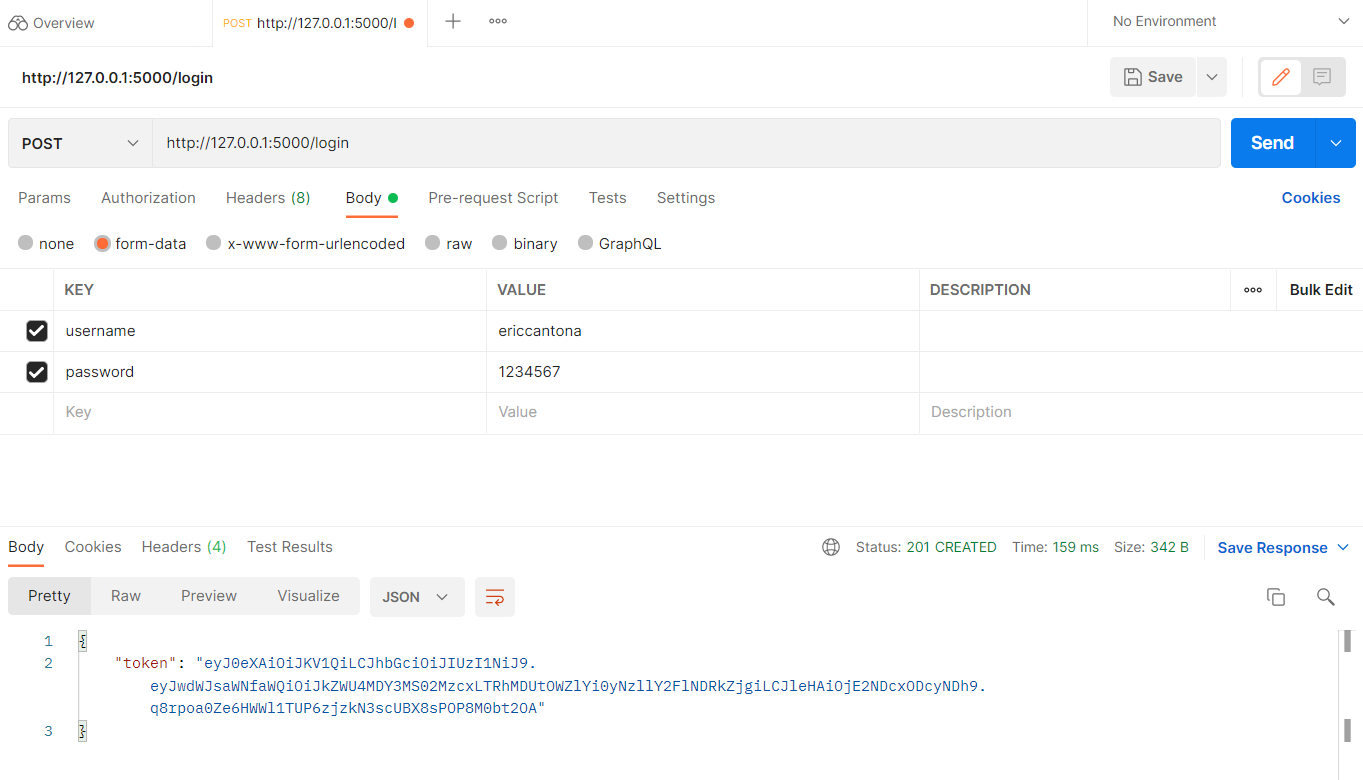 Overview
POST http://127.0.0.1:5000/l
No Environment
http://127.0.0.1:5000/login
Save
POST http://127.0.0.1:5000/login Send
Params Authorization Headers (8) Body Pre-request Script Tests Settings Cookies
none form-data x-www-form-urlencoded raw binary GraphQL
KEY VALUE DESCRIPTION Bulk Edit
username ericcantona
password 1234567
Key Value Description
Body Cookies Headers (4) Test Results Status: 201 CREATED Time: 159 ms Size: 342 B Save Response
Pretty Raw Preview Visualize JSON
1 {
2 "token": "eyJ0eXAiOiJKV1QiLCJhbGciOiJIUzI1NiJ9.
eyJwdWJsaWNfaWQiOiJkZWU4MDY3MS02MzcxLTRhMDUtOWZlYi0yNzllY2FlNDRkZjgiLCJleHAiOjE2NDcxODcyNDh9.
q8rpoa0Ze6HWWl1TUP6zjzkN3scUBX8sPOP8M0bt2OA"
3 }